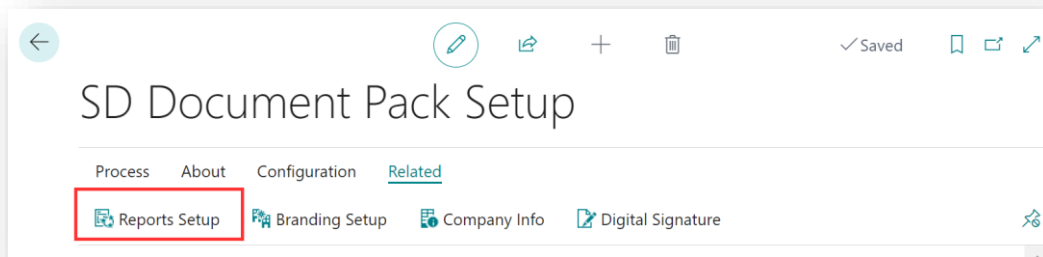 Saved
SD Document Pack Setup
Process About Configuration Related
Reports Setup Branding Setup Company Info Digital Signature